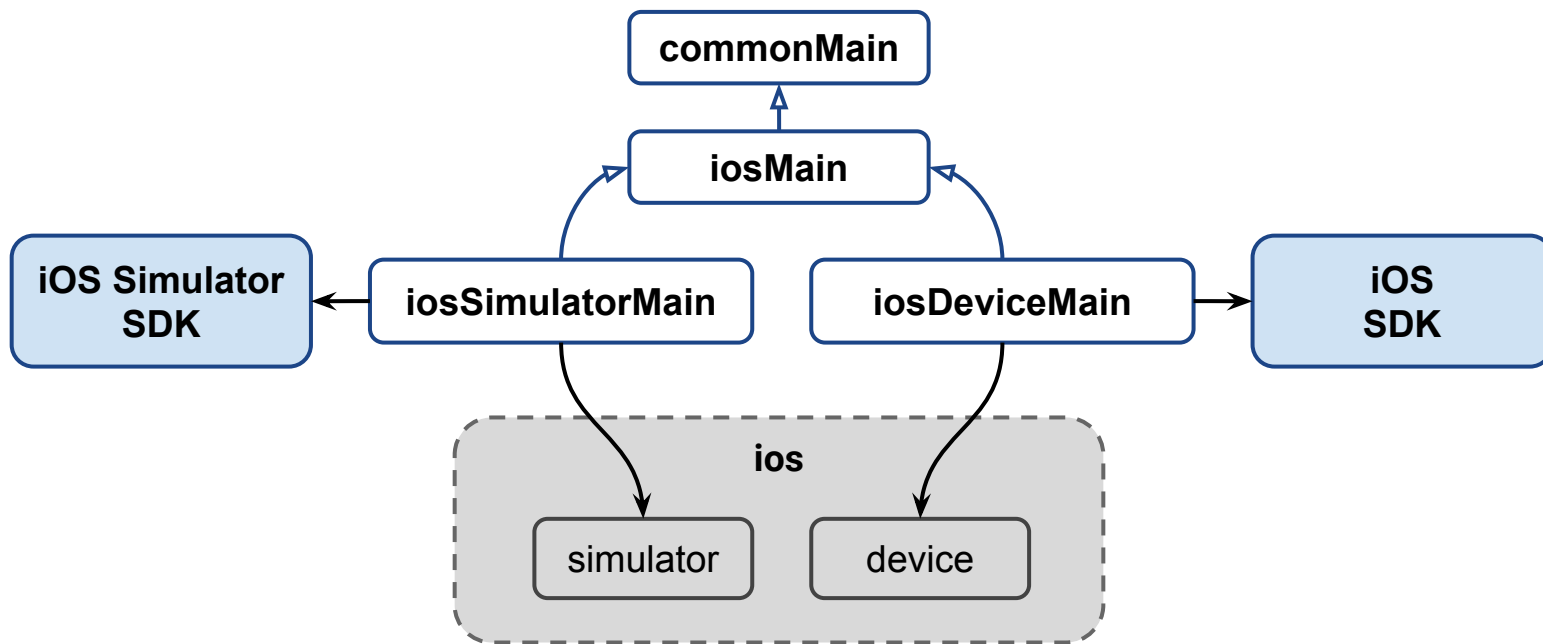 commonMain
iosMain
iOS Simulator
SDK
iosSimulatorMain
iosDeviceMain
iOS
SDK
ios
simulator
device